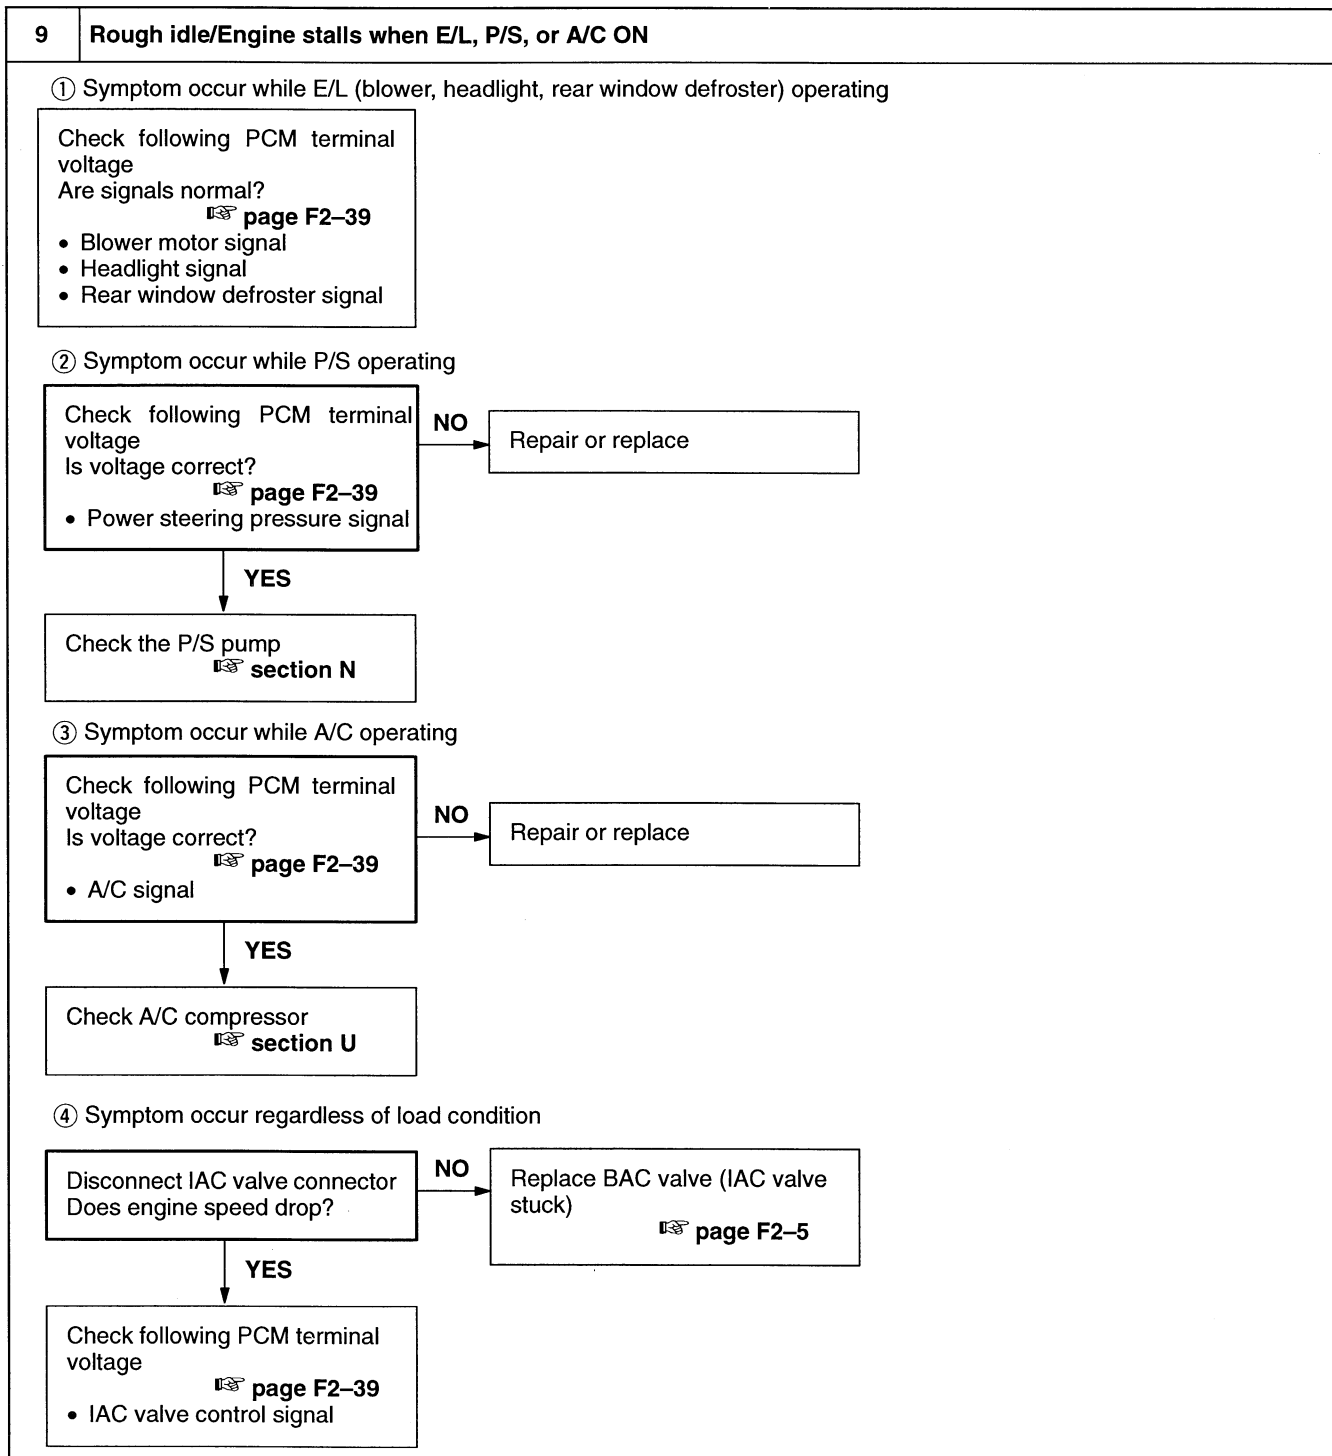 9 Rough idle/Engine stalls when E/L, P/S, or A/C ON
① Symptom occur while E/L (blower, headlight, rear window defroster) operating
Check following PCM terminal
voltage
Are signals normal?
☞ page F2–39
• Blower motor signal
• Headlight signal
• Rear window defroster signal
② Symptom occur while P/S operating
Check following PCM terminal
voltage
Is voltage correct?
☞ page F2–39
• Power steering pressure signal
NO
Repair or replace
YES
Check the P/S pump
☞ section N
③ Symptom occur while A/C operating
Check following PCM terminal
voltage
Is voltage correct?
☞ page F2–39
• A/C signal
NO
Repair or replace
YES
Check A/C compressor
☞ section U
④ Symptom occur regardless of load condition
Disconnect IAC valve connector
Does engine speed drop?
NO
Replace BAC valve (IAC valve
stuck)
☞ page F2–5
YES
Check following PCM terminal
voltage
☞ page F2–39
• IAC valve control signal